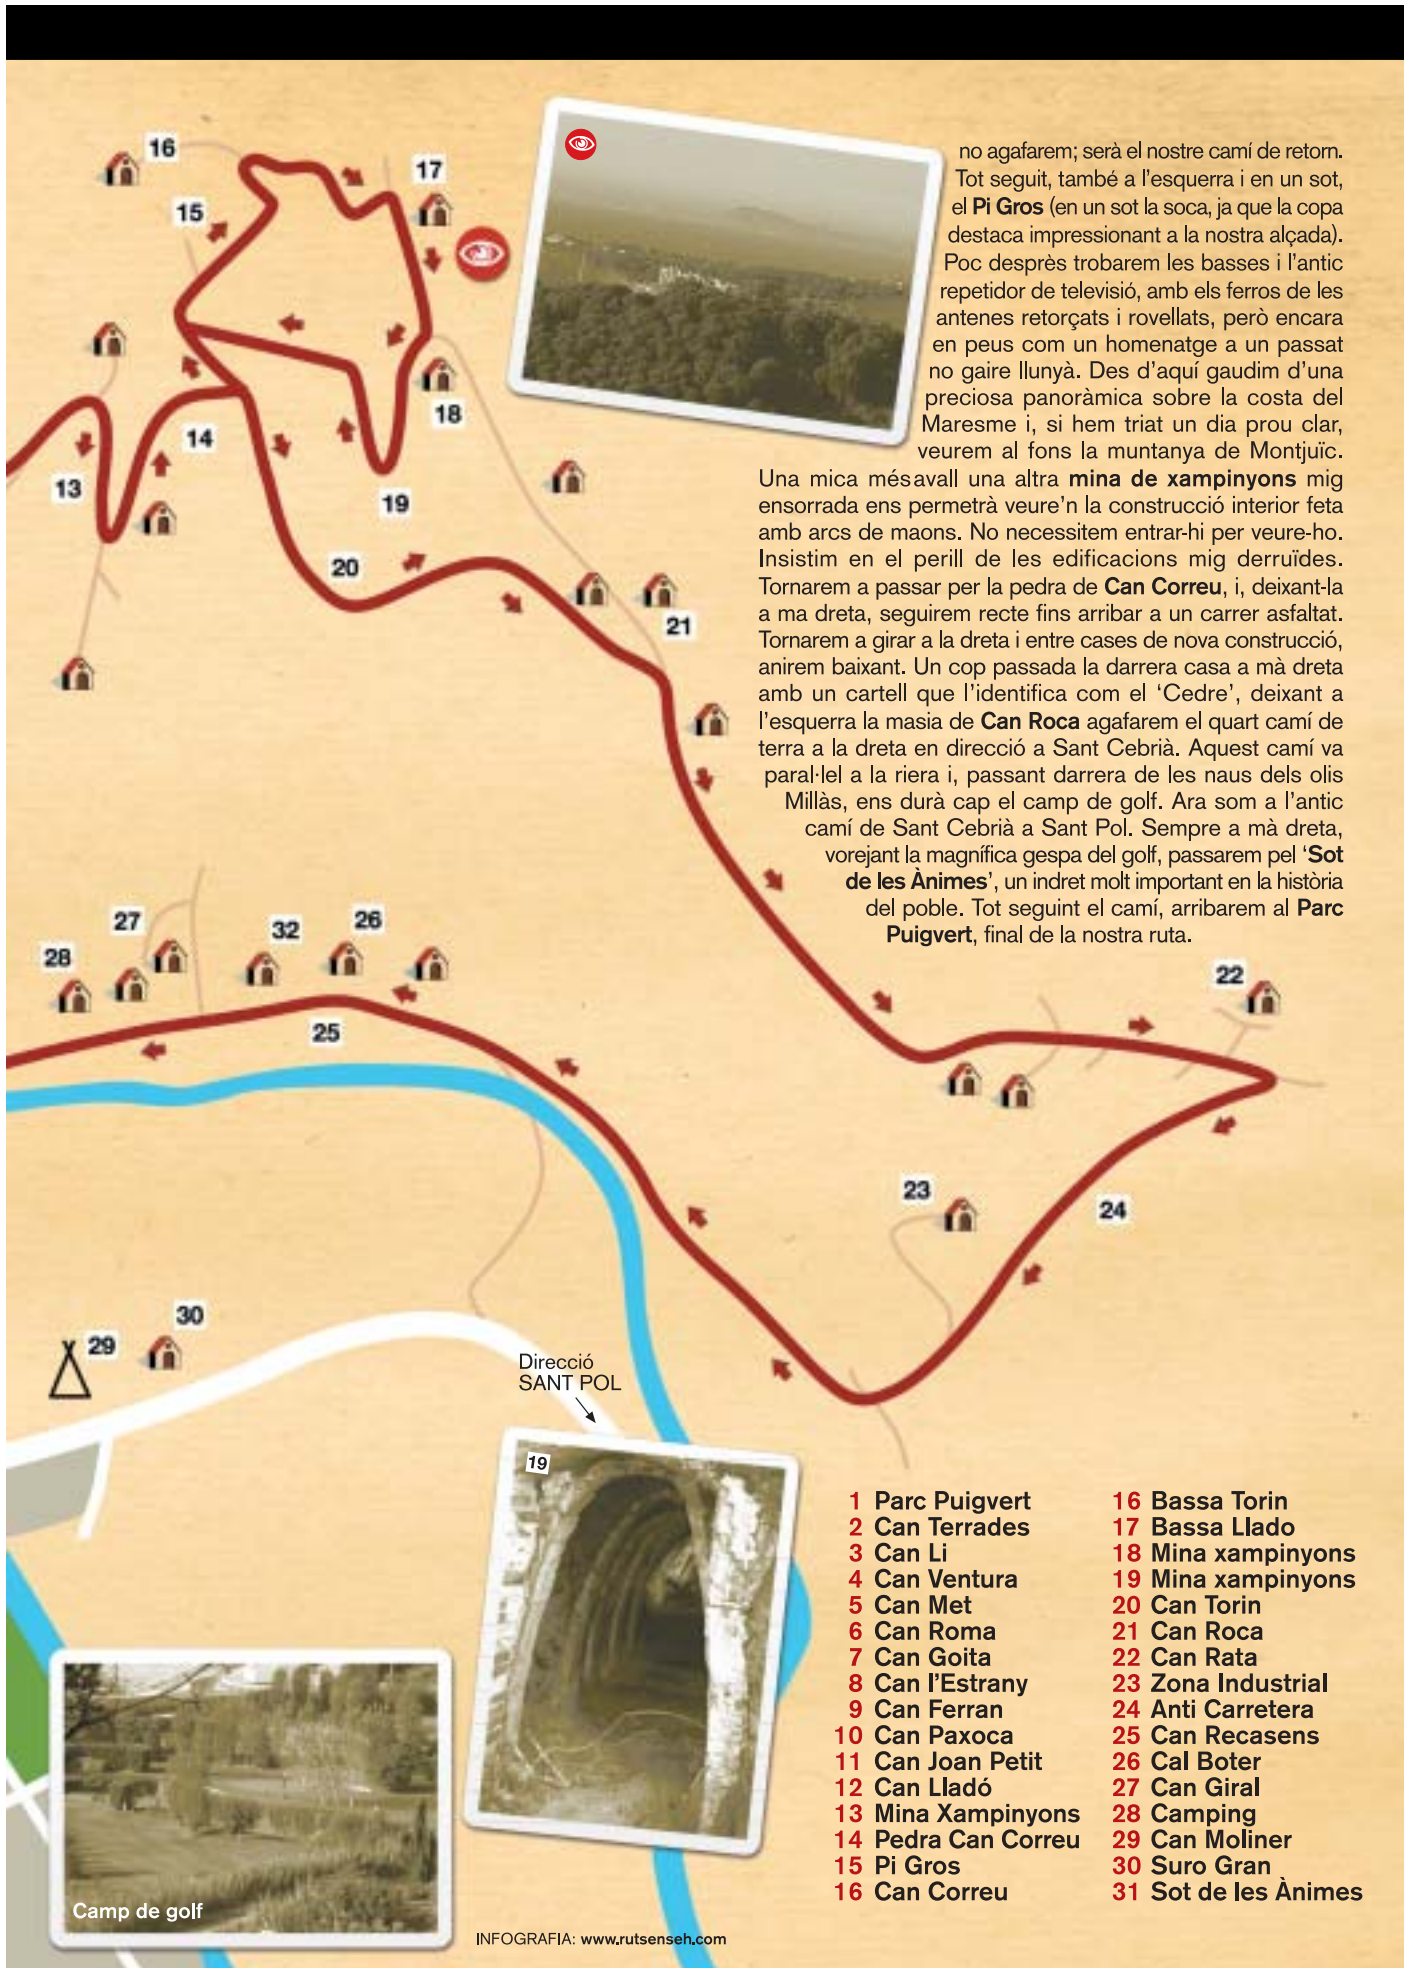 no agafarem; serà el nostre camí de retorn.
Tot seguit, també a l’esquerra i en un sot,
el Pi Gros (en un sot la soca, ja que la copa
destaca impressionant a la nostra alçada).
Poc desprès trobarem les basses i l’antic
repetidor de televisió, amb els ferros de les
antenes retorçats i rovellats, però encara
en peus com un homenatge a un passat
no gaire llunyà. Des d’aquí gaudim d’una
preciosa panoràmica sobre la costa del
Maresme i, si hem triat un dia prou clar,
veurem al fons la muntanya de Montjuïc.
Una mica més avall una altra mina de xampinyons mig
ensorrada ens permetrà veure’n la construcció interior feta
amb arcs de maons. No necessitem entrar-hi per veure-ho.
Insistim en el perill de les edificacions mig derruïdes.
Tornarem a passar per la pedra de Can Correu, i, deixant-la
a ma dreta, seguirem recte fins arribar a un carrer asfaltat.
Tornarem a girar a la dreta i entre cases de nova construcció,
anirem baixant. Un cop passada la darrera casa a mà dreta
amb un cartell que l’identifica com el ‘Cedre’, deixant a
l’esquerra la masia de Can Roca agafarem el quart camí de
terra a la dreta en direcció a Sant Cebrià. Aquest camí va
paral·lel a la riera i, passant darrera de les naus dels olis
Millàs, ens durà cap el camp de golf. Ara som a l’antic
camí de Sant Cebrià a Sant Pol. Sempre a mà dreta,
vorejant la magnífica gespa del golf, passarem pel ‘Sot
de les Ànimes’, un indret molt important en la història
del poble. Tot seguint el camí, arribarem al Parc
Puigvert, final de la nostra ruta.
16
17
15
14
18
13
19
20
21
27
32
26
28
25
22
23
24
30
29
Direcció
SANT POL
19
Camp de golf
1 Parc Puigvert
2 Can Terrades
3 Can Li
4 Can Ventura
5 Can Met
6 Can Roma
7 Can Goita
8 Can l’Estrany
9 Can Ferran
10 Can Paxoca
11 Can Joan Petit
12 Can Lladó
13 Mina Xampinyons
14 Pedra Can Correu
15 Pi Gros
16 Can Correu
16 Bassa Torin
17 Bassa Llado
18 Mina xampinyons
19 Mina xampinyons
20 Can Torin
21 Can Roca
22 Can Rata
23 Zona Industrial
24 Anti Carretera
25 Can Recasens
26 Cal Boter
27 Can Giral
28 Camping
29 Can Moliner
30 Suro Gran
31 Sot de les Ànimes
INFOGRAFIA: www.rutsenseh.com